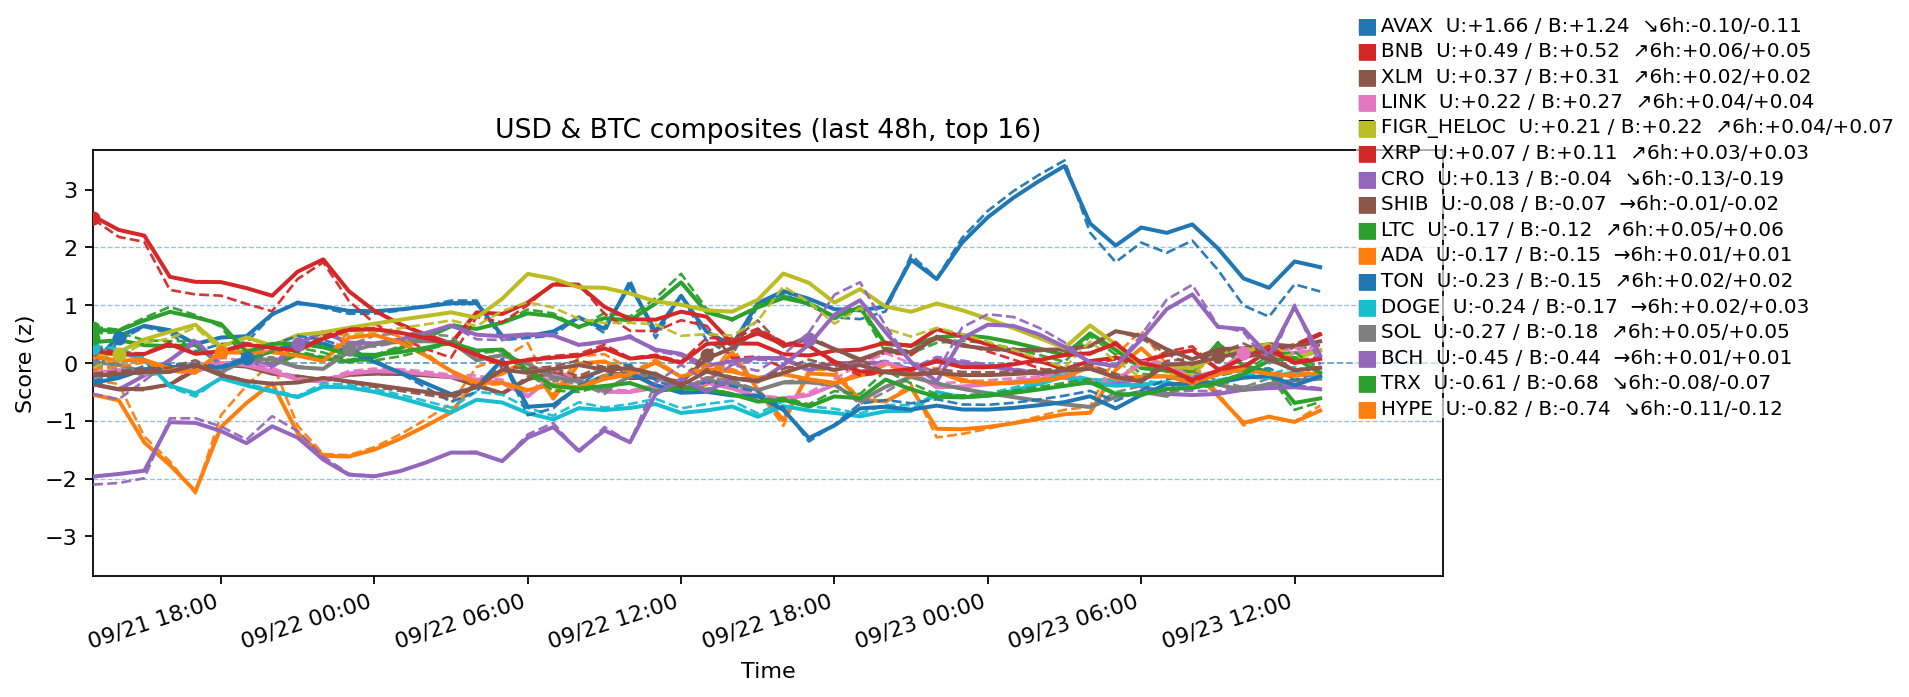 AVAX  U:+1.66 / B:+1.24  ↘6h:-0.10/-0.11
BNB  U:+0.49 / B:+0.52  ↗6h:+0.06/+0.05
XLM  U:+0.37 / B:+0.31  ↗6h:+0.02/+0.02
LINK  U:+0.22 / B:+0.27  ↗6h:+0.04/+0.04
FIGR_HELOC  U:+0.21 / B:+0.22  ↗6h:+0.04/+0.07
XRP  U:+0.07 / B:+0.11  ↗6h:+0.03/+0.03
CRO  U:+0.13 / B:-0.04  ↘6h:-0.13/-0.19
SHIB  U:-0.08 / B:-0.07  →6h:-0.01/-0.02
LTC  U:-0.17 / B:-0.12  ↗6h:+0.05/+0.06
ADA  U:-0.17 / B:-0.15  →6h:+0.01/+0.01
TON  U:-0.23 / B:-0.15  ↗6h:+0.02/+0.02
DOGE  U:-0.24 / B:-0.17  →6h:+0.02/+0.03
SOL  U:-0.27 / B:-0.18  ↗6h:+0.05/+0.05
BCH  U:-0.45 / B:-0.44  →6h:+0.01/+0.01
TRX  U:-0.61 / B:-0.68  ↘6h:-0.08/-0.07
HYPE  U:-0.82 / B:-0.74  ↘6h:-0.11/-0.12
USD & BTC composites (last 48h, top 16)
Score (z)
3
2
1
0
−1
−2
−3
09/21 18:00
09/22 00:00
09/22 06:00
09/22 12:00
09/22 18:00
09/23 00:00
09/23 06:00
09/23 12:00
Time